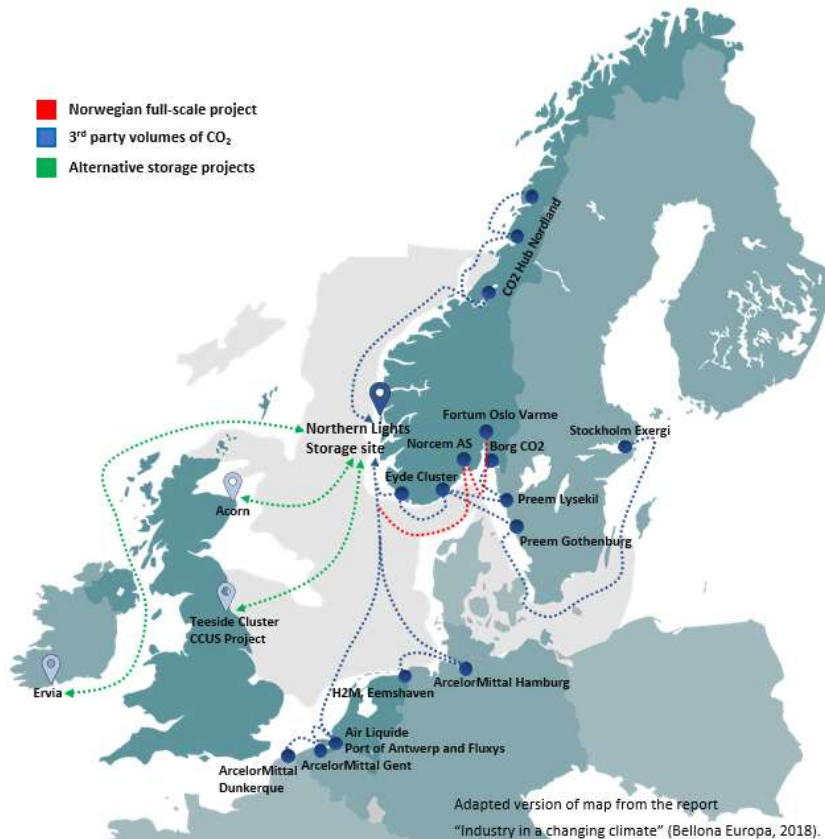 Norwegian full-scale project
3rd party volumes of CO₂
Alternative storage projects
CO2 Hub Nordland
Northern Lights
Storage site
Fortum Oslo Varme
Norcem AS
Borg CO2
Stockholm Exergi
Eyde Cluster
Acorn
Preem Lysekil
Preem Gothenburg
Teeside Cluster
CCUS Project
Ervia
H2M, Eemshaven
ArcelorMittal Hamburg
Air Liquide
Port of Antwerp and Fluxys
ArcelorMittal Gent
ArcelorMittal
Dunkerque
Adapted version of map from the report
“Industry in a changing climate” (Bellona Europa, 2018).